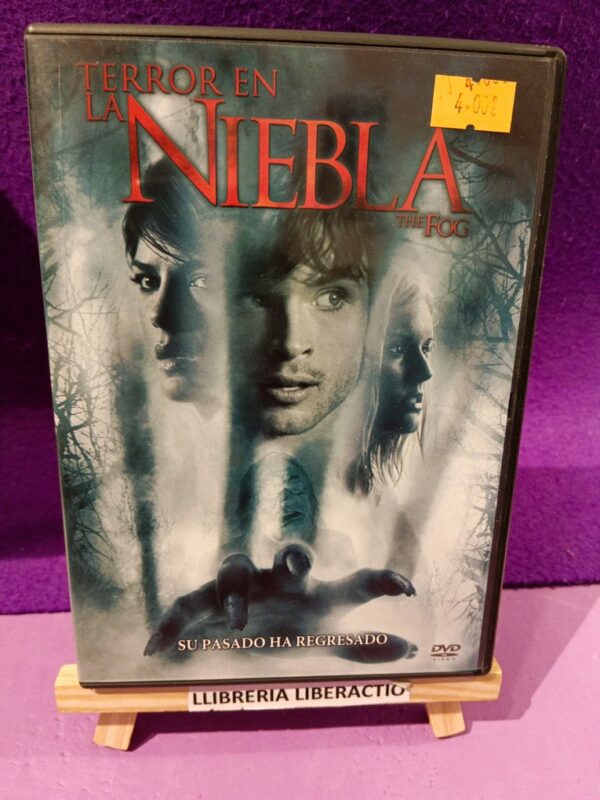 TERROR EN
LA NIEBLA
THE FOG
4.00€
SU PASADO HA REGRESADO
DVD
VIDEO
LLIBRERIA LIBERACTIO